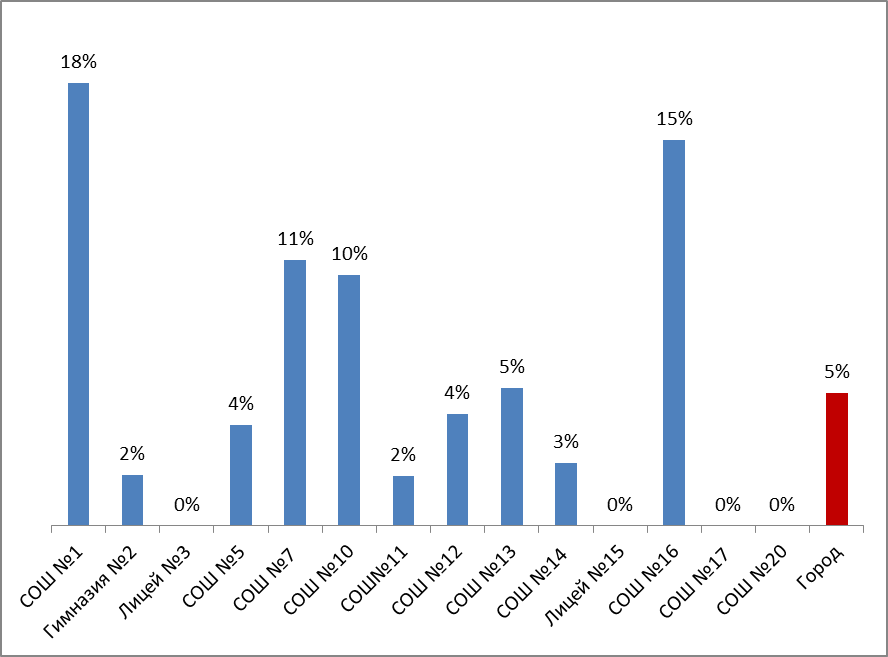 18%
2%
0%
4%
11%
10%
2%
4%
5%
3%
0%
15%
0%
0%
5%
СОШ №1
Гимназия №2
Лицей №3
СОШ №5
СОШ №7
СОШ №10
СОШ№11
СОШ №12
СОШ №13
СОШ №14
Лицей №15
СОШ №16
СОШ №17
СОШ №20
Город